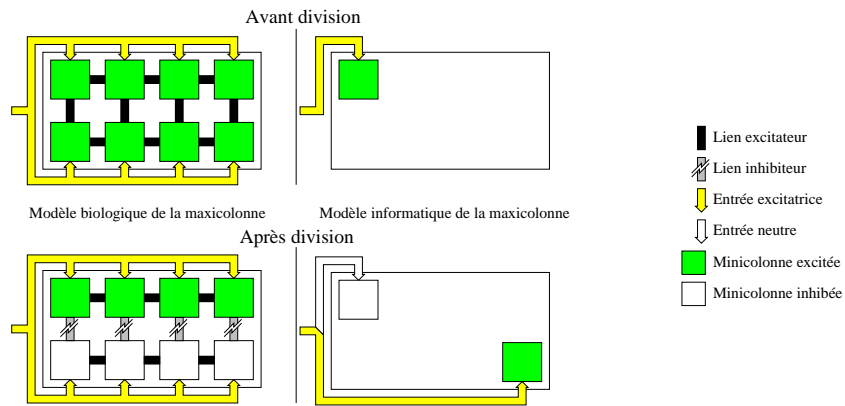 Avant division
Modèle biologique de la maxicolonne
Modèle informatique de la maxicolonne
Après division
Lien excitateur
Lien inhibiteur
Entrée excitatrice
Entrée neutre
Minicolonne excitée
Minicolonne inhibée